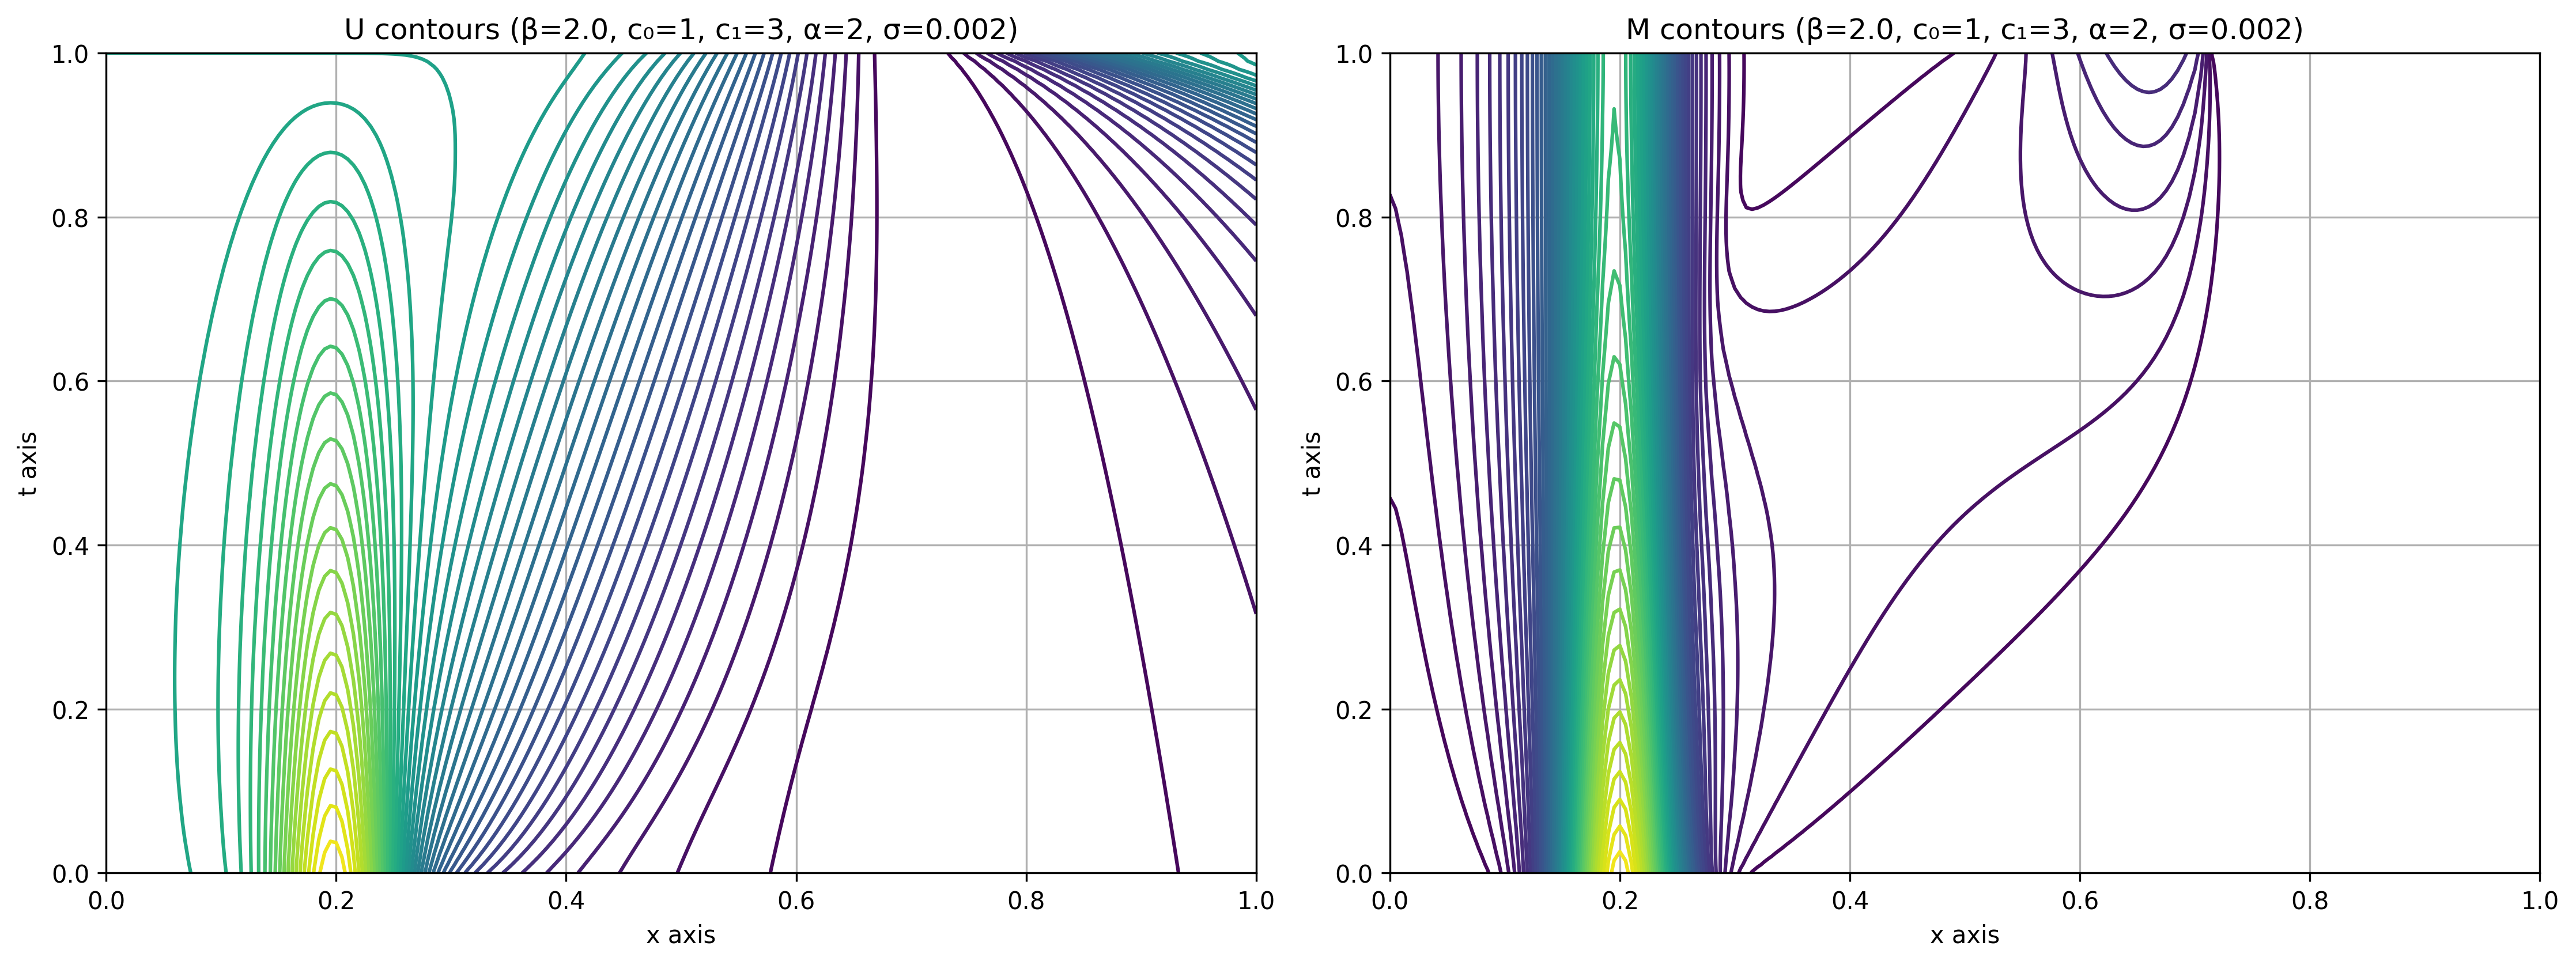 U contours (β=2.0, c₀=1, c₁=3, α=2, σ=0.002)
1.0
0.8
0.6
0.4
0.2
0.0
t axis
0.0 0.2 0.4 0.6 0.8 1.0
x axis
M contours (β=2.0, c₀=1, c₁=3, α=2, σ=0.002)
1.0
0.8
0.6
0.4
0.2
0.0
t axis
0.0 0.2 0.4 0.6 0.8 1.0
x axis